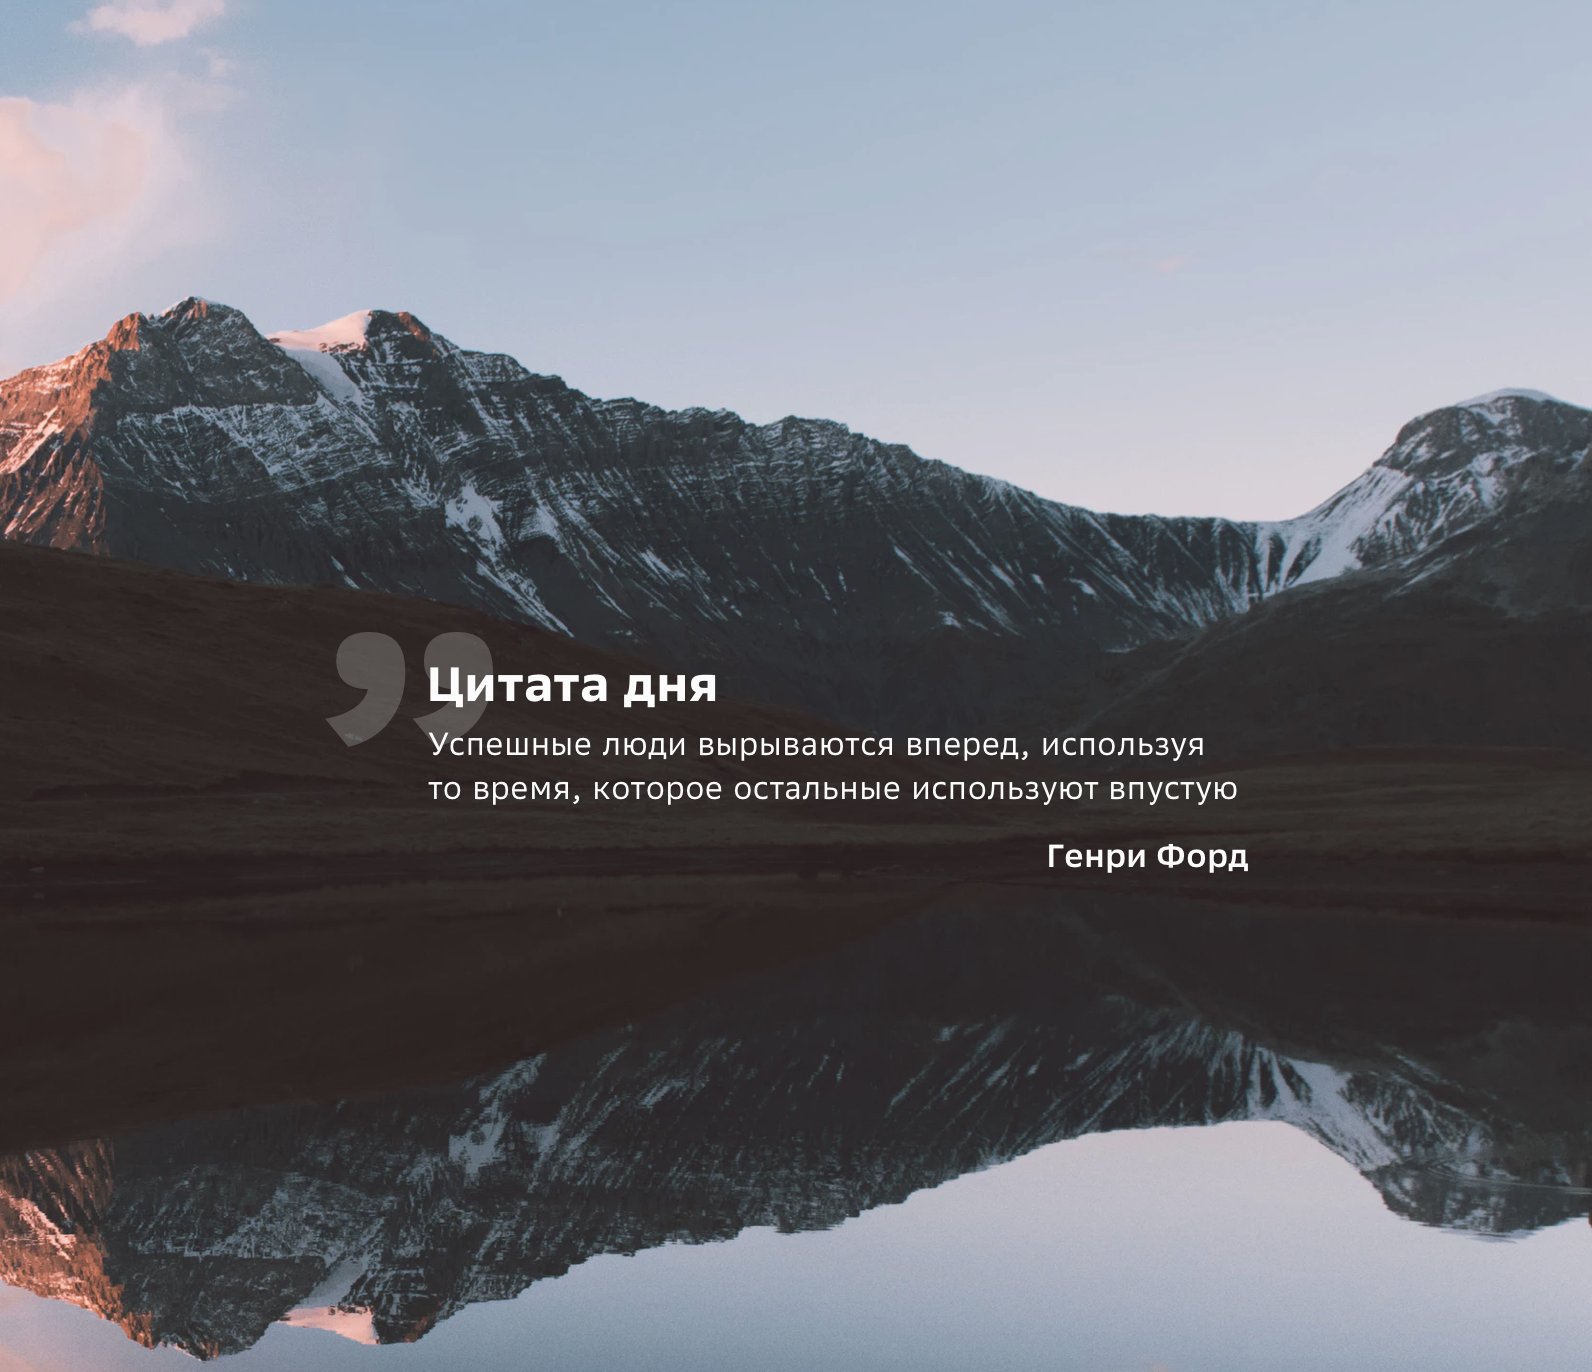 Цитата дня
Успешные люди вырываются вперед, используя
то время, которое остальные используют впустую
Генри Форд